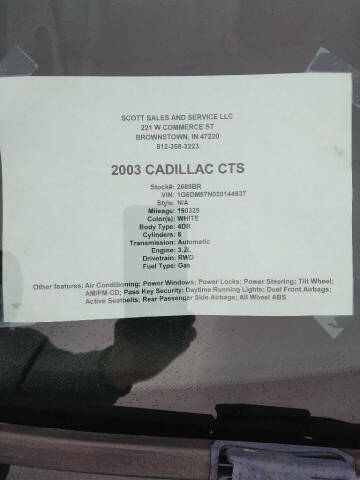 SCOTT SALES AND SERVICE LLC
221 W COMMERCE ST
BROWNSTOWN, IN 47220
812-358-3223
2003 CADILLAC CTS
Stock#: 2689BR
VIN: 1G6DM57N030144837
Style: N/A
Mileage: 190325
Color(s): WHITE
Body Type: 4DR
Cylinders: 6
Transmission: Automatic
Engine: 3.2L
Drivetrain: RWD
Fuel Type: Gas
Other features: Air Conditioning; Power Windows; Power Locks; Power Steering; Tilt Wheel;
AM/FM CD; Pass Key Security; Daytime Running Lights; Dual Front Airbags;
Active Seatbelts; Rear Passenger Side Airbags; All Wheel ABS